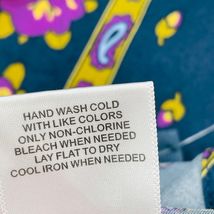 HAND WASH COLD
WITH LIKE COLORS
ONLY NON-CHLORINE
BLEACH WHEN NEEDED
LAY FLAT TO DRY
COOL IRON WHEN NEEDED